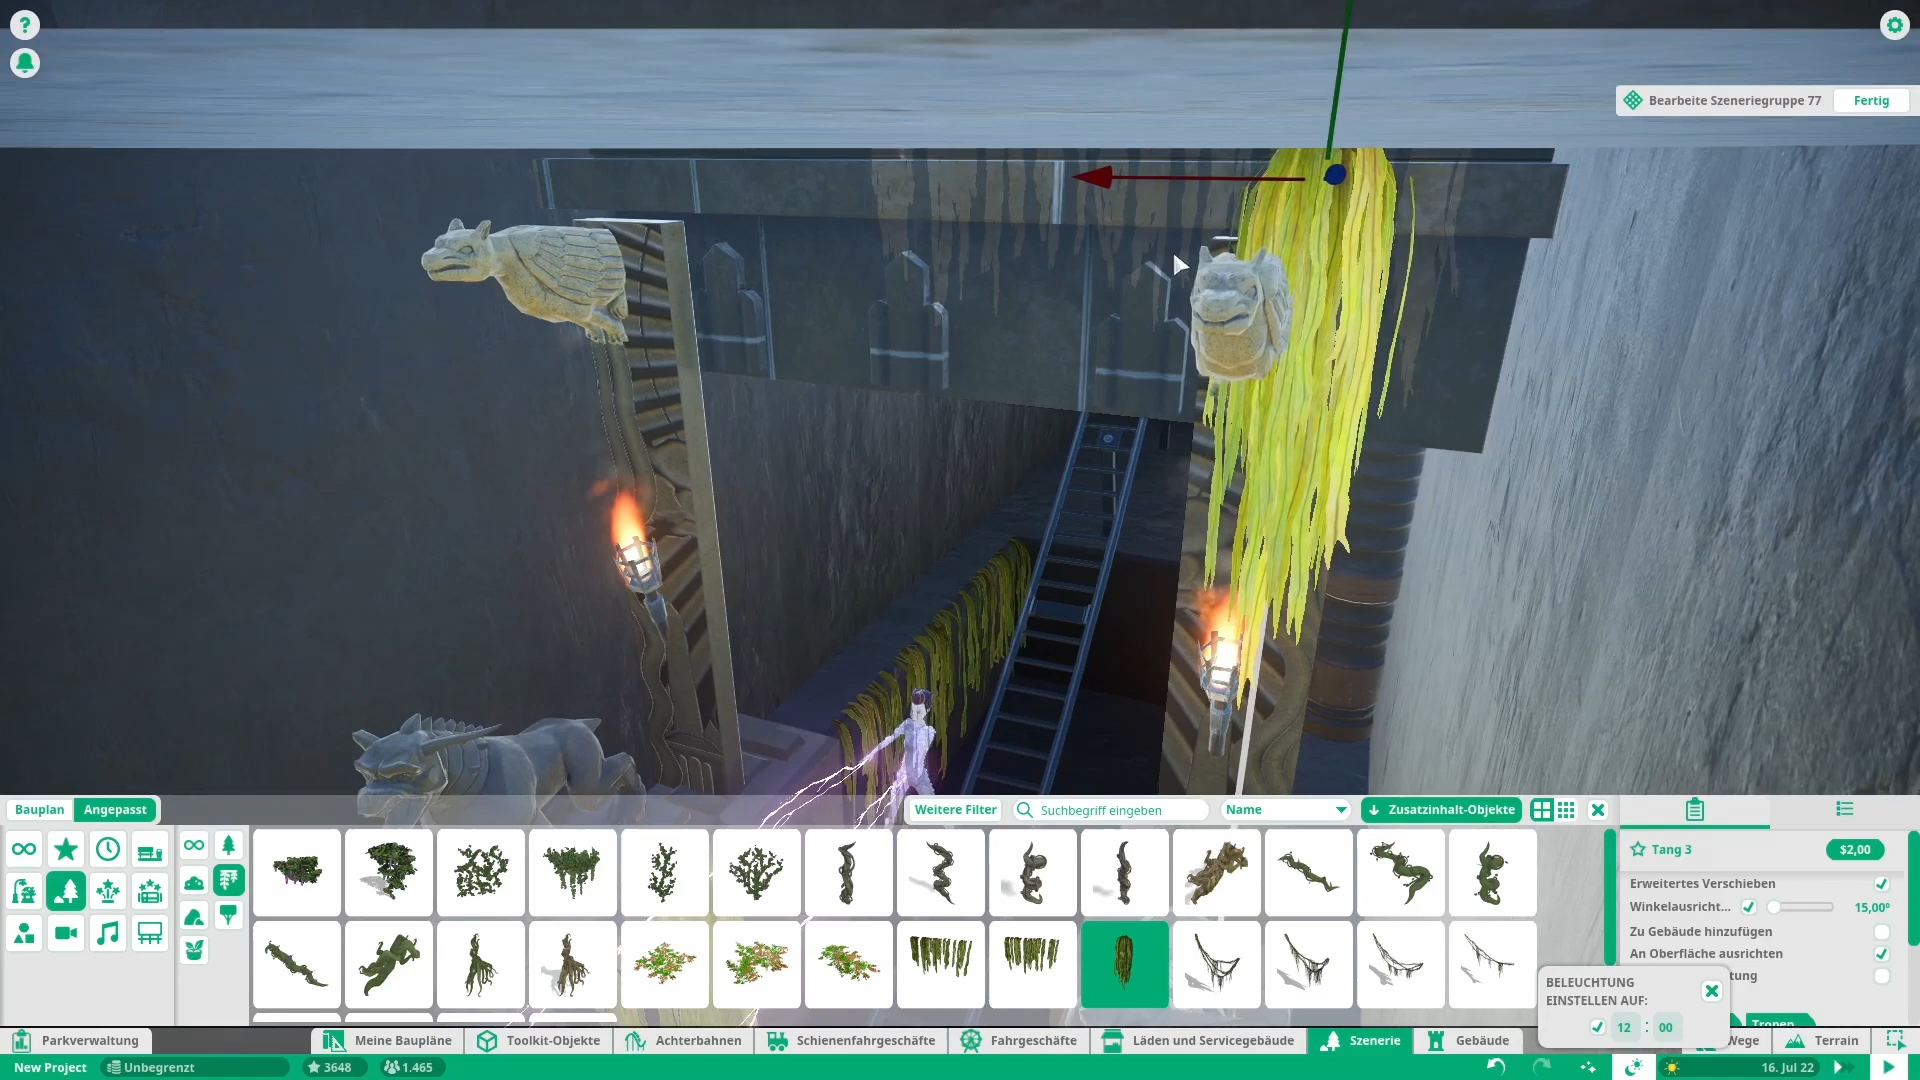 ?
Bearbeite Szeneriegruppe 77
Fertig
Bauplan
Angepasst
Weitere Filter
Suchbegriff eingeben
Name
Zusatzinhalt-Objekte
Tang 3
$2,00
Erweitertes Verschieben
Winkelausricht...
15,00°
Zu Gebäude hinzufügen
An Oberfläche ausrichten
tung
BELEUCHTUNG
EINSTELLEN AUF:
12 : 00
Tropen
Parkverwaltung
Meine Baupläne
Toolkit-Objekte
Achterbahnen
Schienenfahrgeschäfte
Fahrgeschäfte
Läden und Servicegebäude
Szenerie
Gebäude
Wege
Terrain
New Project
Unbegrenzt
3648
1.465
16. Jul 22